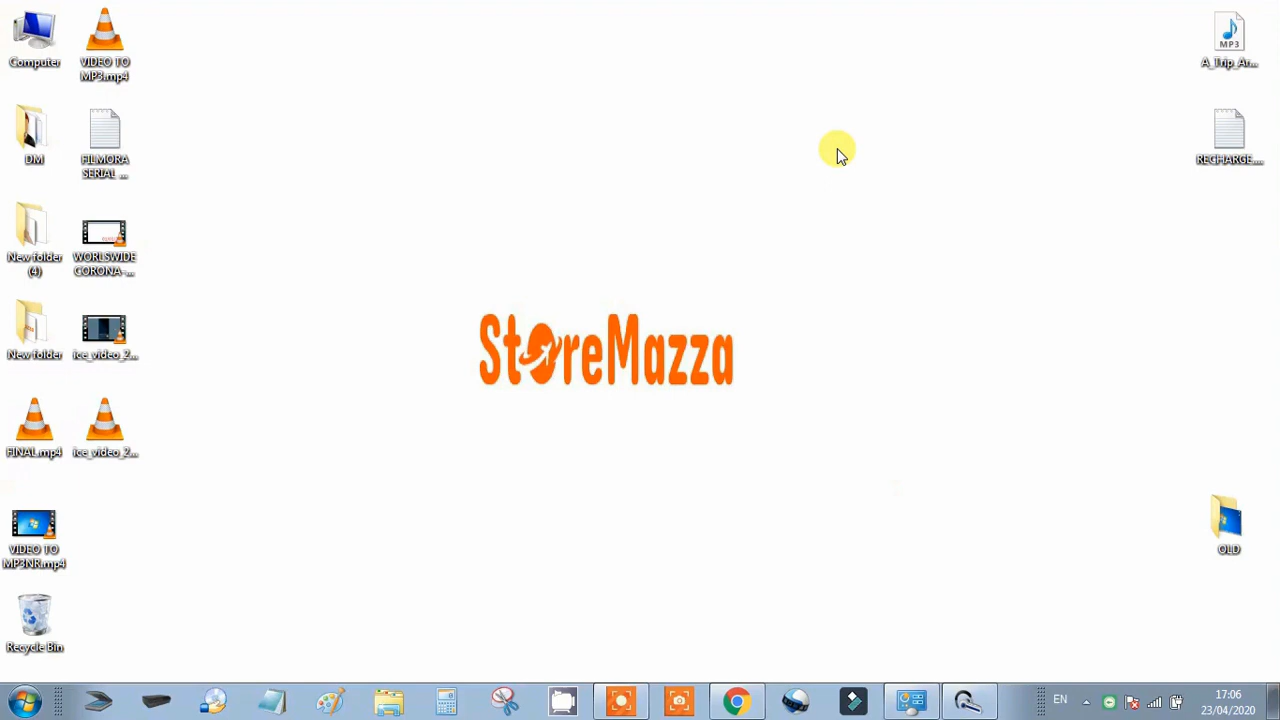 Computer
VIDEO TO
MP3.mp4
A_Trip_Ar...
DM
FILMORA
SERIAL ...
RECHARGE....
New folder
(4)
WORLSWIDE
CORONA-...
New folder
ice_video_2...
StoreMazza
FINAL.mp4
ice_video_2...
VIDEO TO
MP3NR.mp4
OLD
Recycle Bin
EN
17:06
23/04/2020
MP3